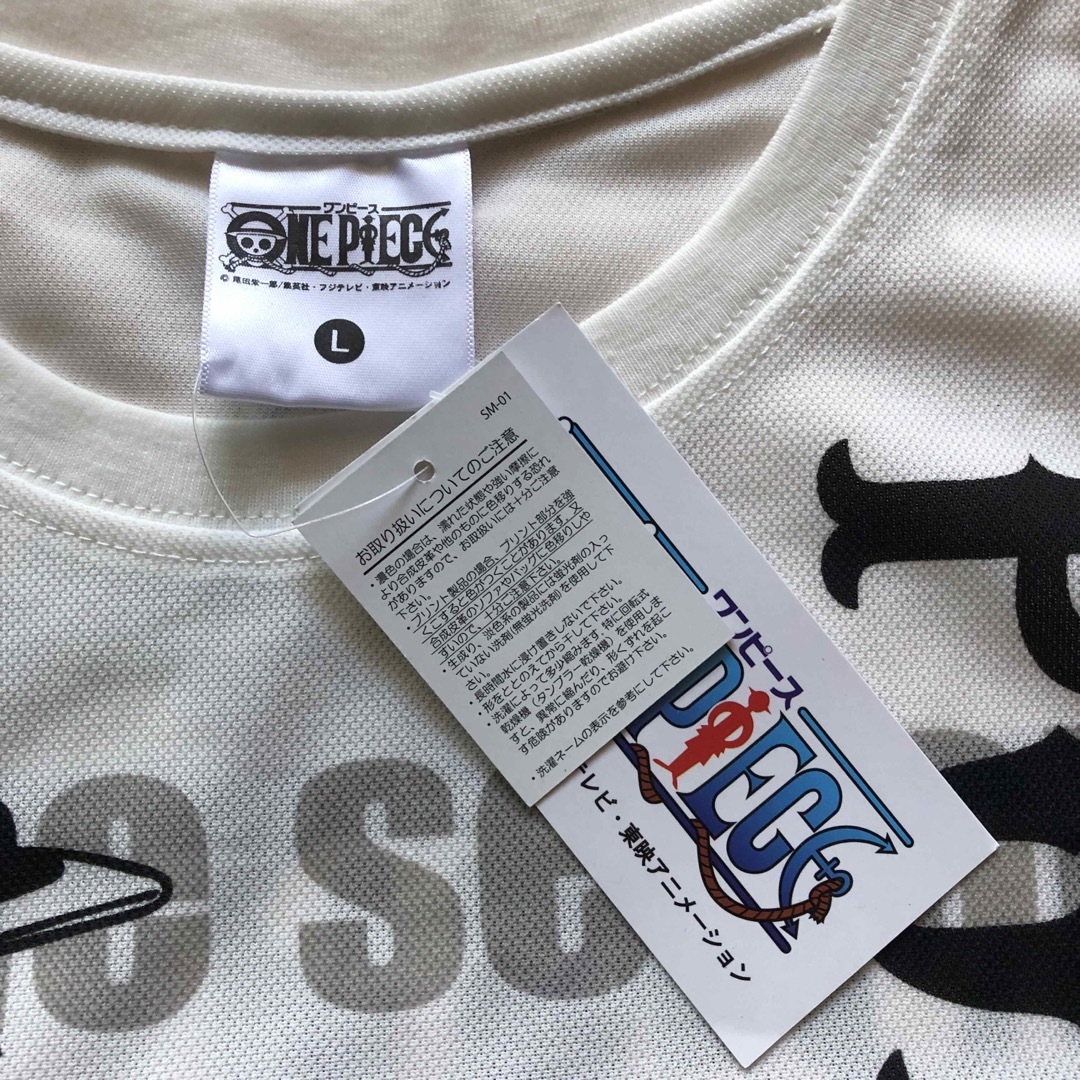 ワンピース
ONE PIECE
© 尾田栄一郎/集英社・フジテレビ・東映アニメーション
L
SM-01
お取り扱いについてのご注意
・濃色の場合は、濡れた状態や強い摩擦に
より合成皮革や他のものに色移りする恐れ
がありますので、お取扱いには十分ご注意
下さい。
・プリント製品の場合、プリント部分を強
くこすると色がつくことがあります。又
合成皮革のソファやバッグに色移りしや
すいので、十分ご注意下さい。
・生成り、淡色系の製品には蛍光剤の入っ
ていない洗剤(無蛍光洗剤)を使用して下
さい。
・長時間水に浸け置きしないで下さい。
・形をととのえてから干して下さい。
・洗濯によって多少縮みます。特に回転式
乾燥機（タンブラー乾燥機）を使用しま
すと、異常に縮んだり、形くずれを起こ
す危険がありますのでお避け下さい。
・洗濯ネームの表示を参考にして下さい。
ワンピース
PIECE
テレビ・東映アニメーション